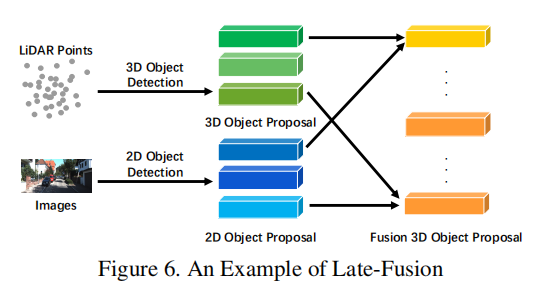 LiDAR Points
3D Object
Detection
3D Object Proposal
2D Object
Detection
Images
2D Object Proposal
Fusion 3D Object Proposal
Figure 6. An Example of Late-Fusion